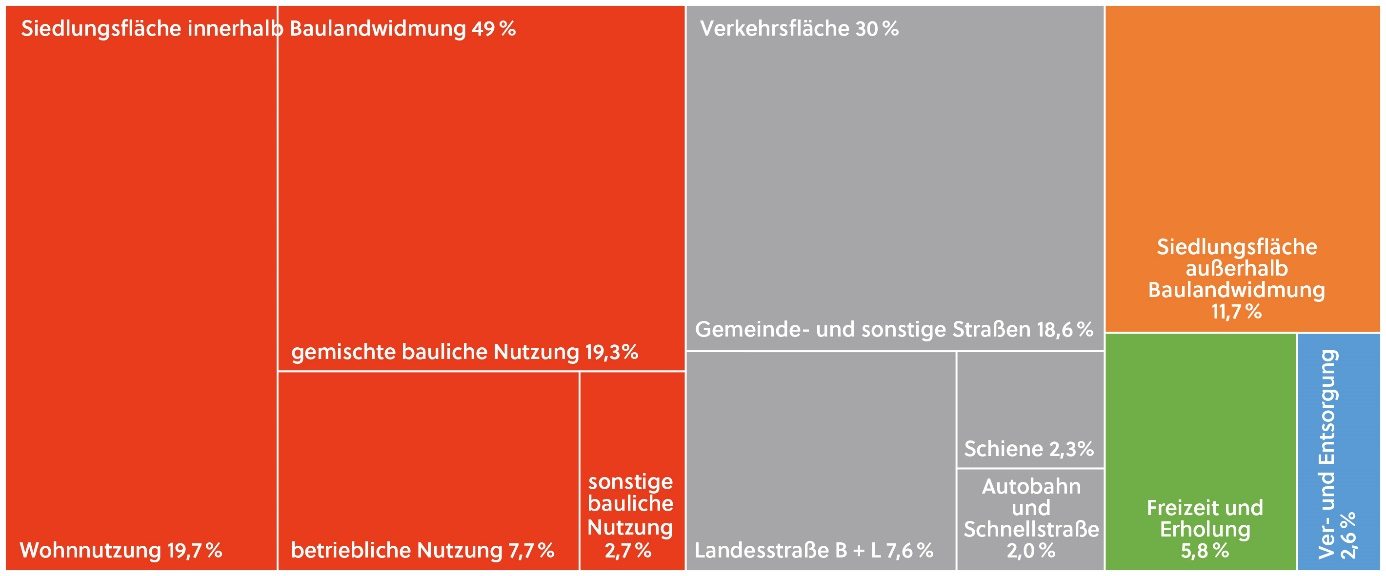 Siedlungsfläche innerhalb Baulandwidmung 49 %
Wohnnutzung 19,7 %
gemischte bauliche Nutzung 19,3%
betriebliche Nutzung 7,7 %
sonstige
bauliche
Nutzung
2,7 %
Verkehrsfläche 30 %
Gemeinde- und sonstige Straßen 18,6 %
Landesstraße B + L 7,6 %
Schiene 2,3%
Autobahn
und
Schnellstraße
2,0 %
Siedlungsfläche
außerhalb
Baulandwidmung
11,7 %
Freizeit und
Erholung
5,8 %
Ver- und Entsorgung
2,6 %